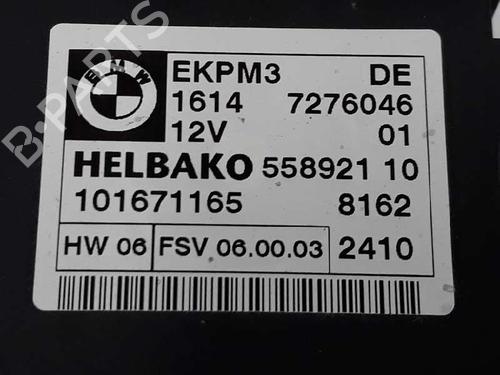 BMW
EKPM3 DE
1614 7276046
12V 01
HELBAKO 558921 10
101671165 8162
HW 06 FSV 06.00.03 2410
B-PARTS